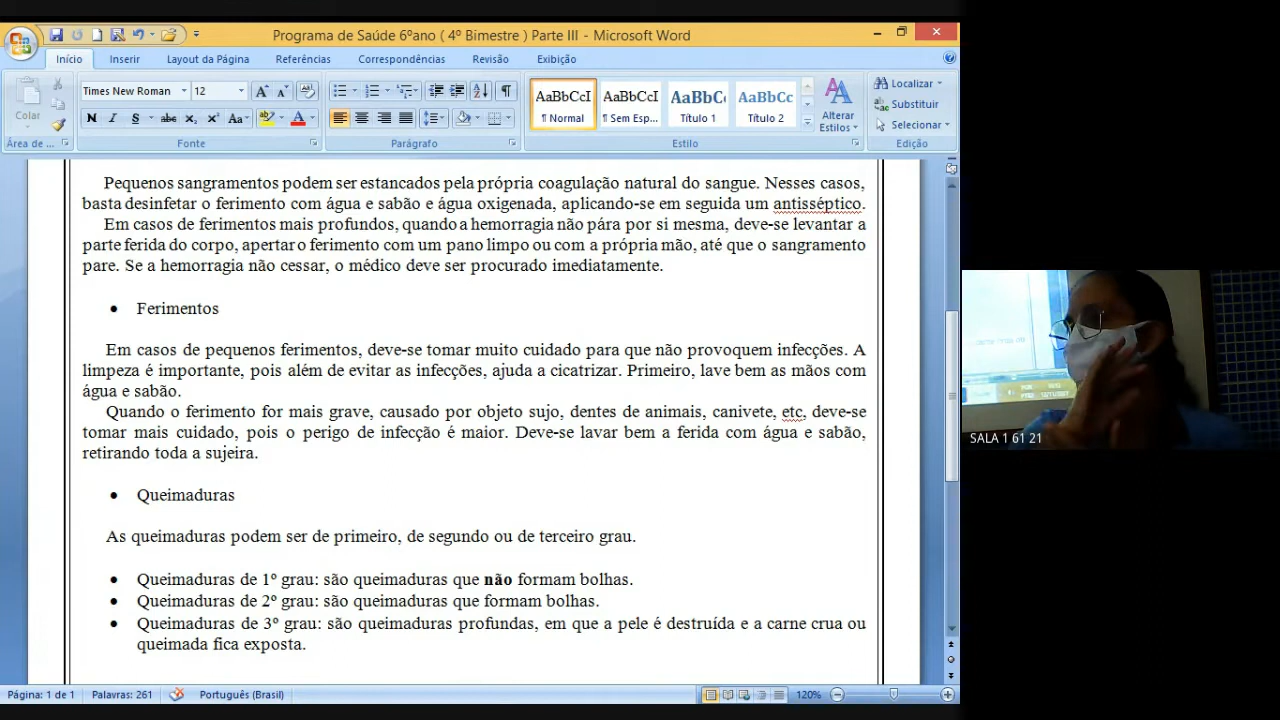 Programa de Saúde 6ºano ( 4º Bimestre ) Parte III - Microsoft Word
Início Inserir Layout da Página Referências Correspondências Revisão Exibição
Times New Roman 12
Colar
N I S abc x₂ x² Aa
AaBbCcI AaBbCcI AaBbC AaBbCc
¶ Normal ¶ Sem Esp... Título 1 Título 2
Alterar
Estilos
Localizar
Substituir
Selecionar
Área de... Fonte Parágrafo Estilo Edição
Pequenos sangramentos podem ser estancados pela própria coagulação natural do sangue. Nesses casos,
basta desinfetar o ferimento com água e sabão e água oxigenada, aplicando-se em seguida um antisséptico.
Em casos de ferimentos mais profundos, quando a hemorragia não pára por si mesma, deve-se levantar a
parte ferida do corpo, apertar o ferimento com um pano limpo ou com a própria mão, até que o sangramento
pare. Se a hemorragia não cessar, o médico deve ser procurado imediatamente.
• Ferimentos
Em casos de pequenos ferimentos, deve-se tomar muito cuidado para que não provoquem infecções. A
limpeza é importante, pois além de evitar as infecções, ajuda a cicatrizar. Primeiro, lave bem as mãos com
água e sabão.
Quando o ferimento for mais grave, causado por objeto sujo, dentes de animais, canivete, etc, deve-se
tomar mais cuidado, pois o perigo de infecção é maior. Deve-se lavar bem a ferida com água e sabão,
retirando toda a sujeira.
• Queimaduras
As queimaduras podem ser de primeiro, de segundo ou de terceiro grau.
• Queimaduras de 1º grau: são queimaduras que não formam bolhas.
• Queimaduras de 2º grau: são queimaduras que formam bolhas.
• Queimaduras de 3º grau: são queimaduras profundas, em que a pele é destruída e a carne crua ou
queimada fica exposta.
Página: 1 de 1 Palavras: 261 Português (Brasil) 120%
SALA 1 61 21